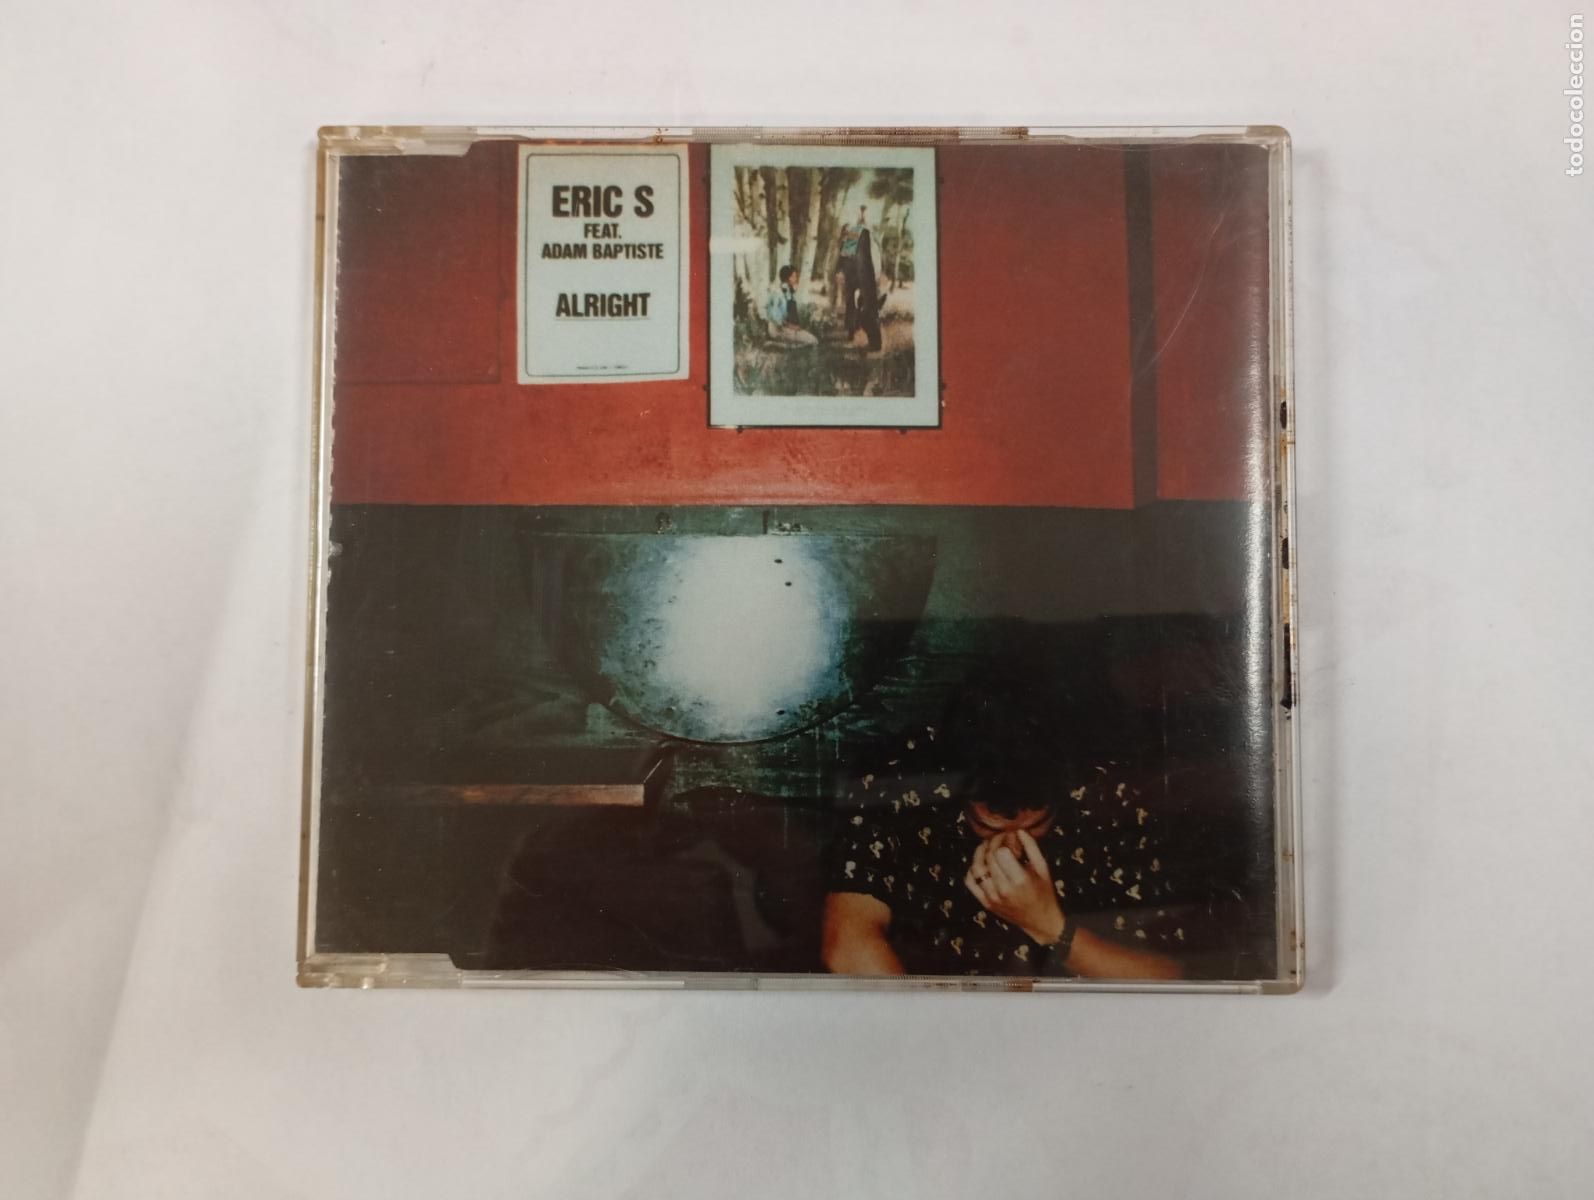 ERIC S
FEAT.
ADAM BAPTISTE
ALRIGHT
todocoleccion